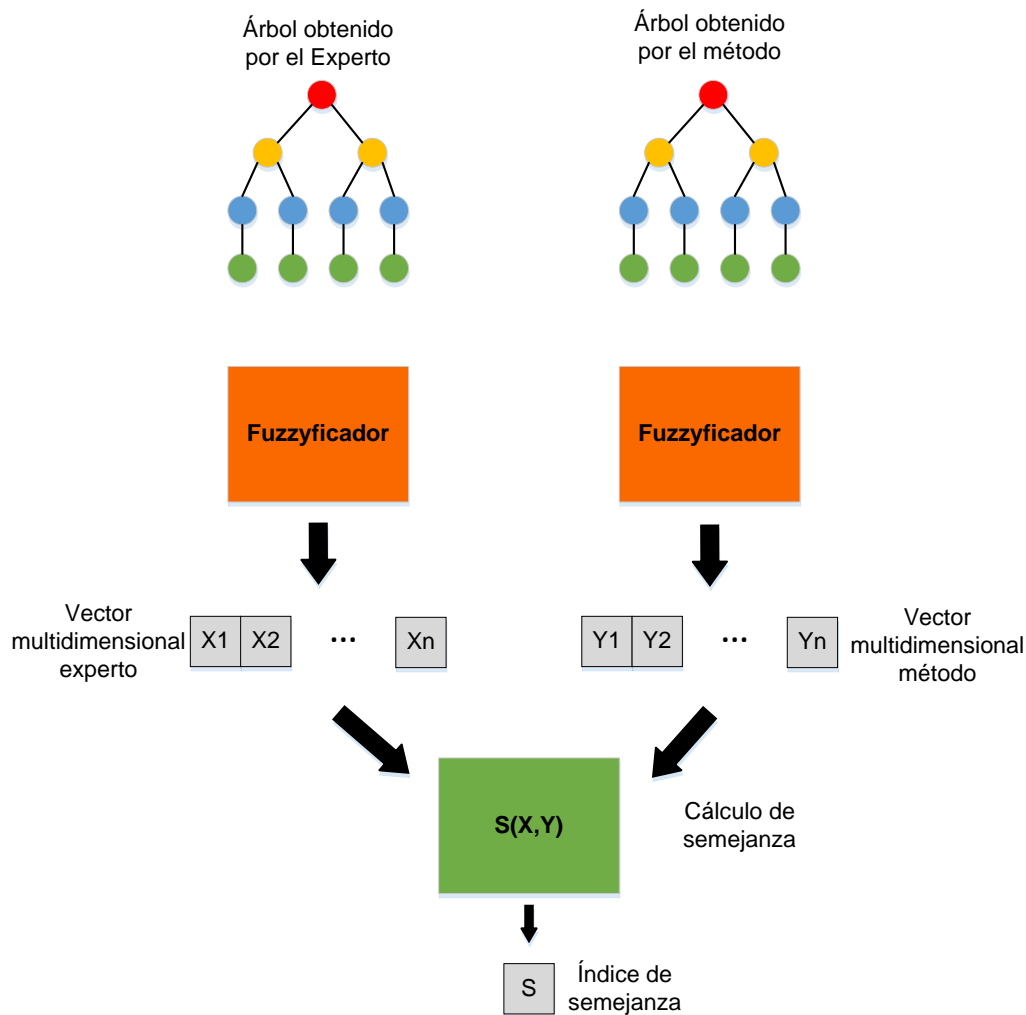 Árbol obtenido
por el Experto
Árbol obtenido
por el método
Fuzzyficador
Fuzzyficador
Vector
multidimensional
experto
X1 X2 ... Xn
Y1 Y2 ... Yn
Vector
multidimensional
método
S(X,Y)
Cálculo de
semejanza
S
Índice de
semejanza